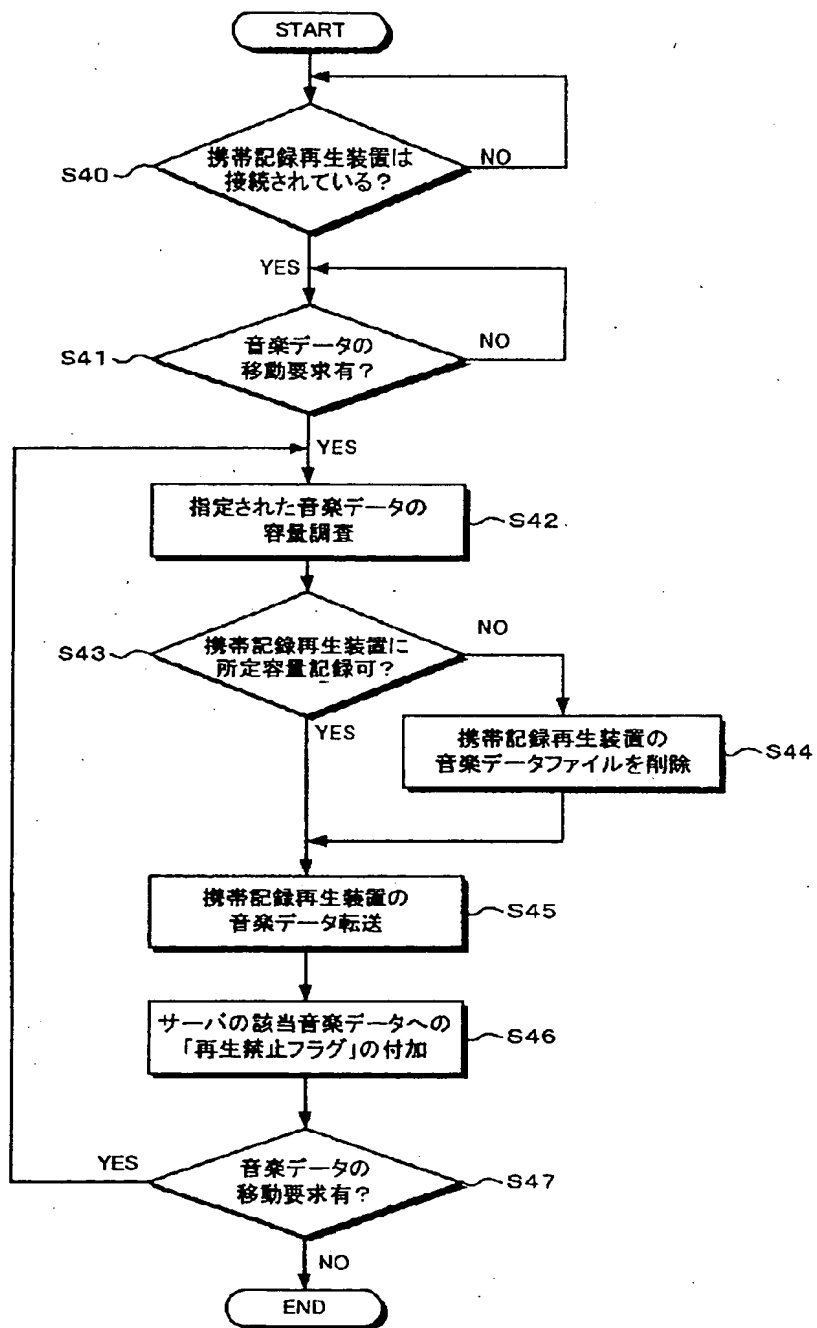 START
S40
携帯記録再生装置は
接続されている?
NO
YES
S41
音楽データの
移動要求有?
NO
YES
指定された音楽データの
容量調査
S42
S43
携帯記録再生装置に
所定容量記録可?
NO
YES
携帯記録再生装置の
音楽データファイルを削除
S44
携帯記録再生装置の
音楽データ転送
S45
サーバの該当音楽データへの
「再生禁止フラグ」の付加
S46
YES
音楽データの
移動要求有?
S47
NO
END